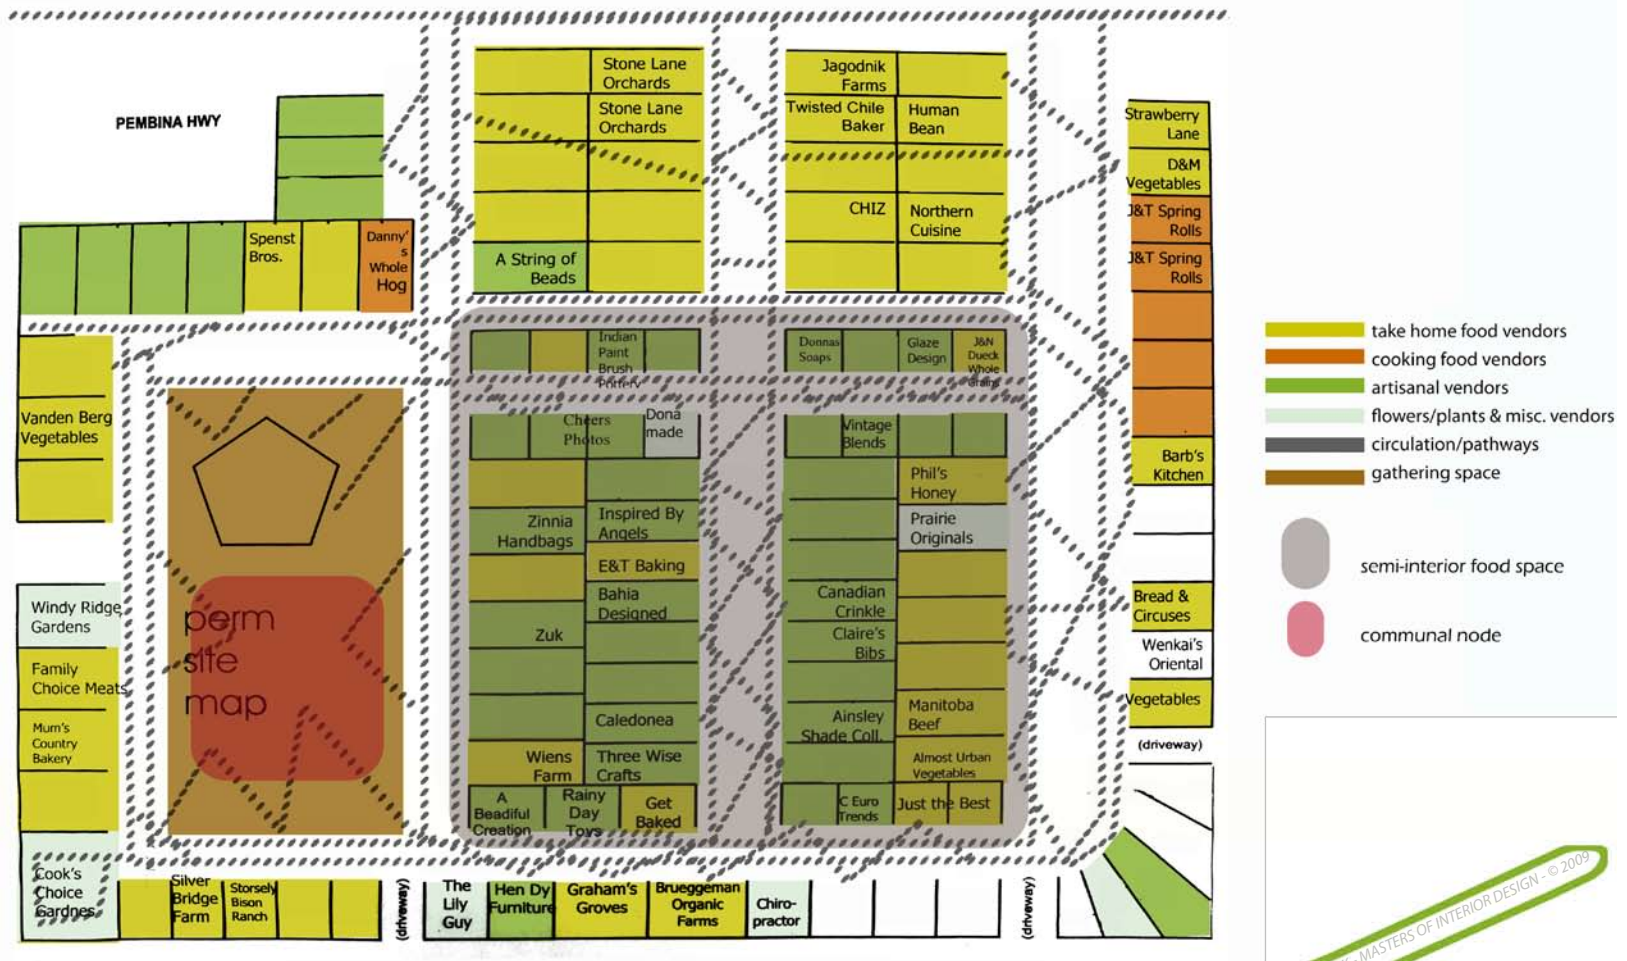 PEMBINA HWY
Stone Lane
Orchards
Stone Lane
Orchards
A String of
Beads
Jagodnik
Farms
Twisted Chile
Baker
Human
Bean
CHIZ
Northern
Cuisine
Strawberry
Lane
D&M
Vegetables
J&T Spring
Rolls
J&T Spring
Rolls
Barb's
Kitchen
Bread &
Circuses
Wenkai's
Oriental
Vegetables
(driveway)
Spenst
Bros.
Danny'
s
Whole
Hog
Vanden Berg
Vegetables
Windy Ridge
Gardens
Family
Choice Meats
Mum's
Country
Bakery
Cook's
Choice
Gardnes
perm
site
map
Indian
Paint
Brush
Pottery
Donnas
Soaps
Glaze
Design
J&N
Dueck
Whole
Grains
Cheers
Photos
Dona
made
Vintage
Blends
Zinnia
Handbags
Inspired By
Angels
E&T Baking
Bahia
Designed
Zuk
Caledonea
Wiens
Farm
Three Wise
Crafts
A
Beadiful
Creation
Rainy
Day
Toys
Get
Baked
Phil's
Honey
Prairie
Originals
Canadian
Crinkle
Claire's
Bibs
Manitoba
Beef
Ainsley
Shade Coll.
Almost Urban
Vegetables
C Euro
Trends
Just the Best
Silver
Bridge
Farm
Storsely
Bison
Ranch
(driveway)
The
Lily
Guy
Hen Dy
Furniture
Graham's
Groves
Brueggeman
Organic
Farms
Chiro-
practor
(driveway)
take home food vendors
cooking food vendors
artisanal vendors
flowers/plants & misc. vendors
circulation/pathways
gathering space
semi-interior food space
communal node
- MASTERS OF INTERIOR DESIGN - © 2009